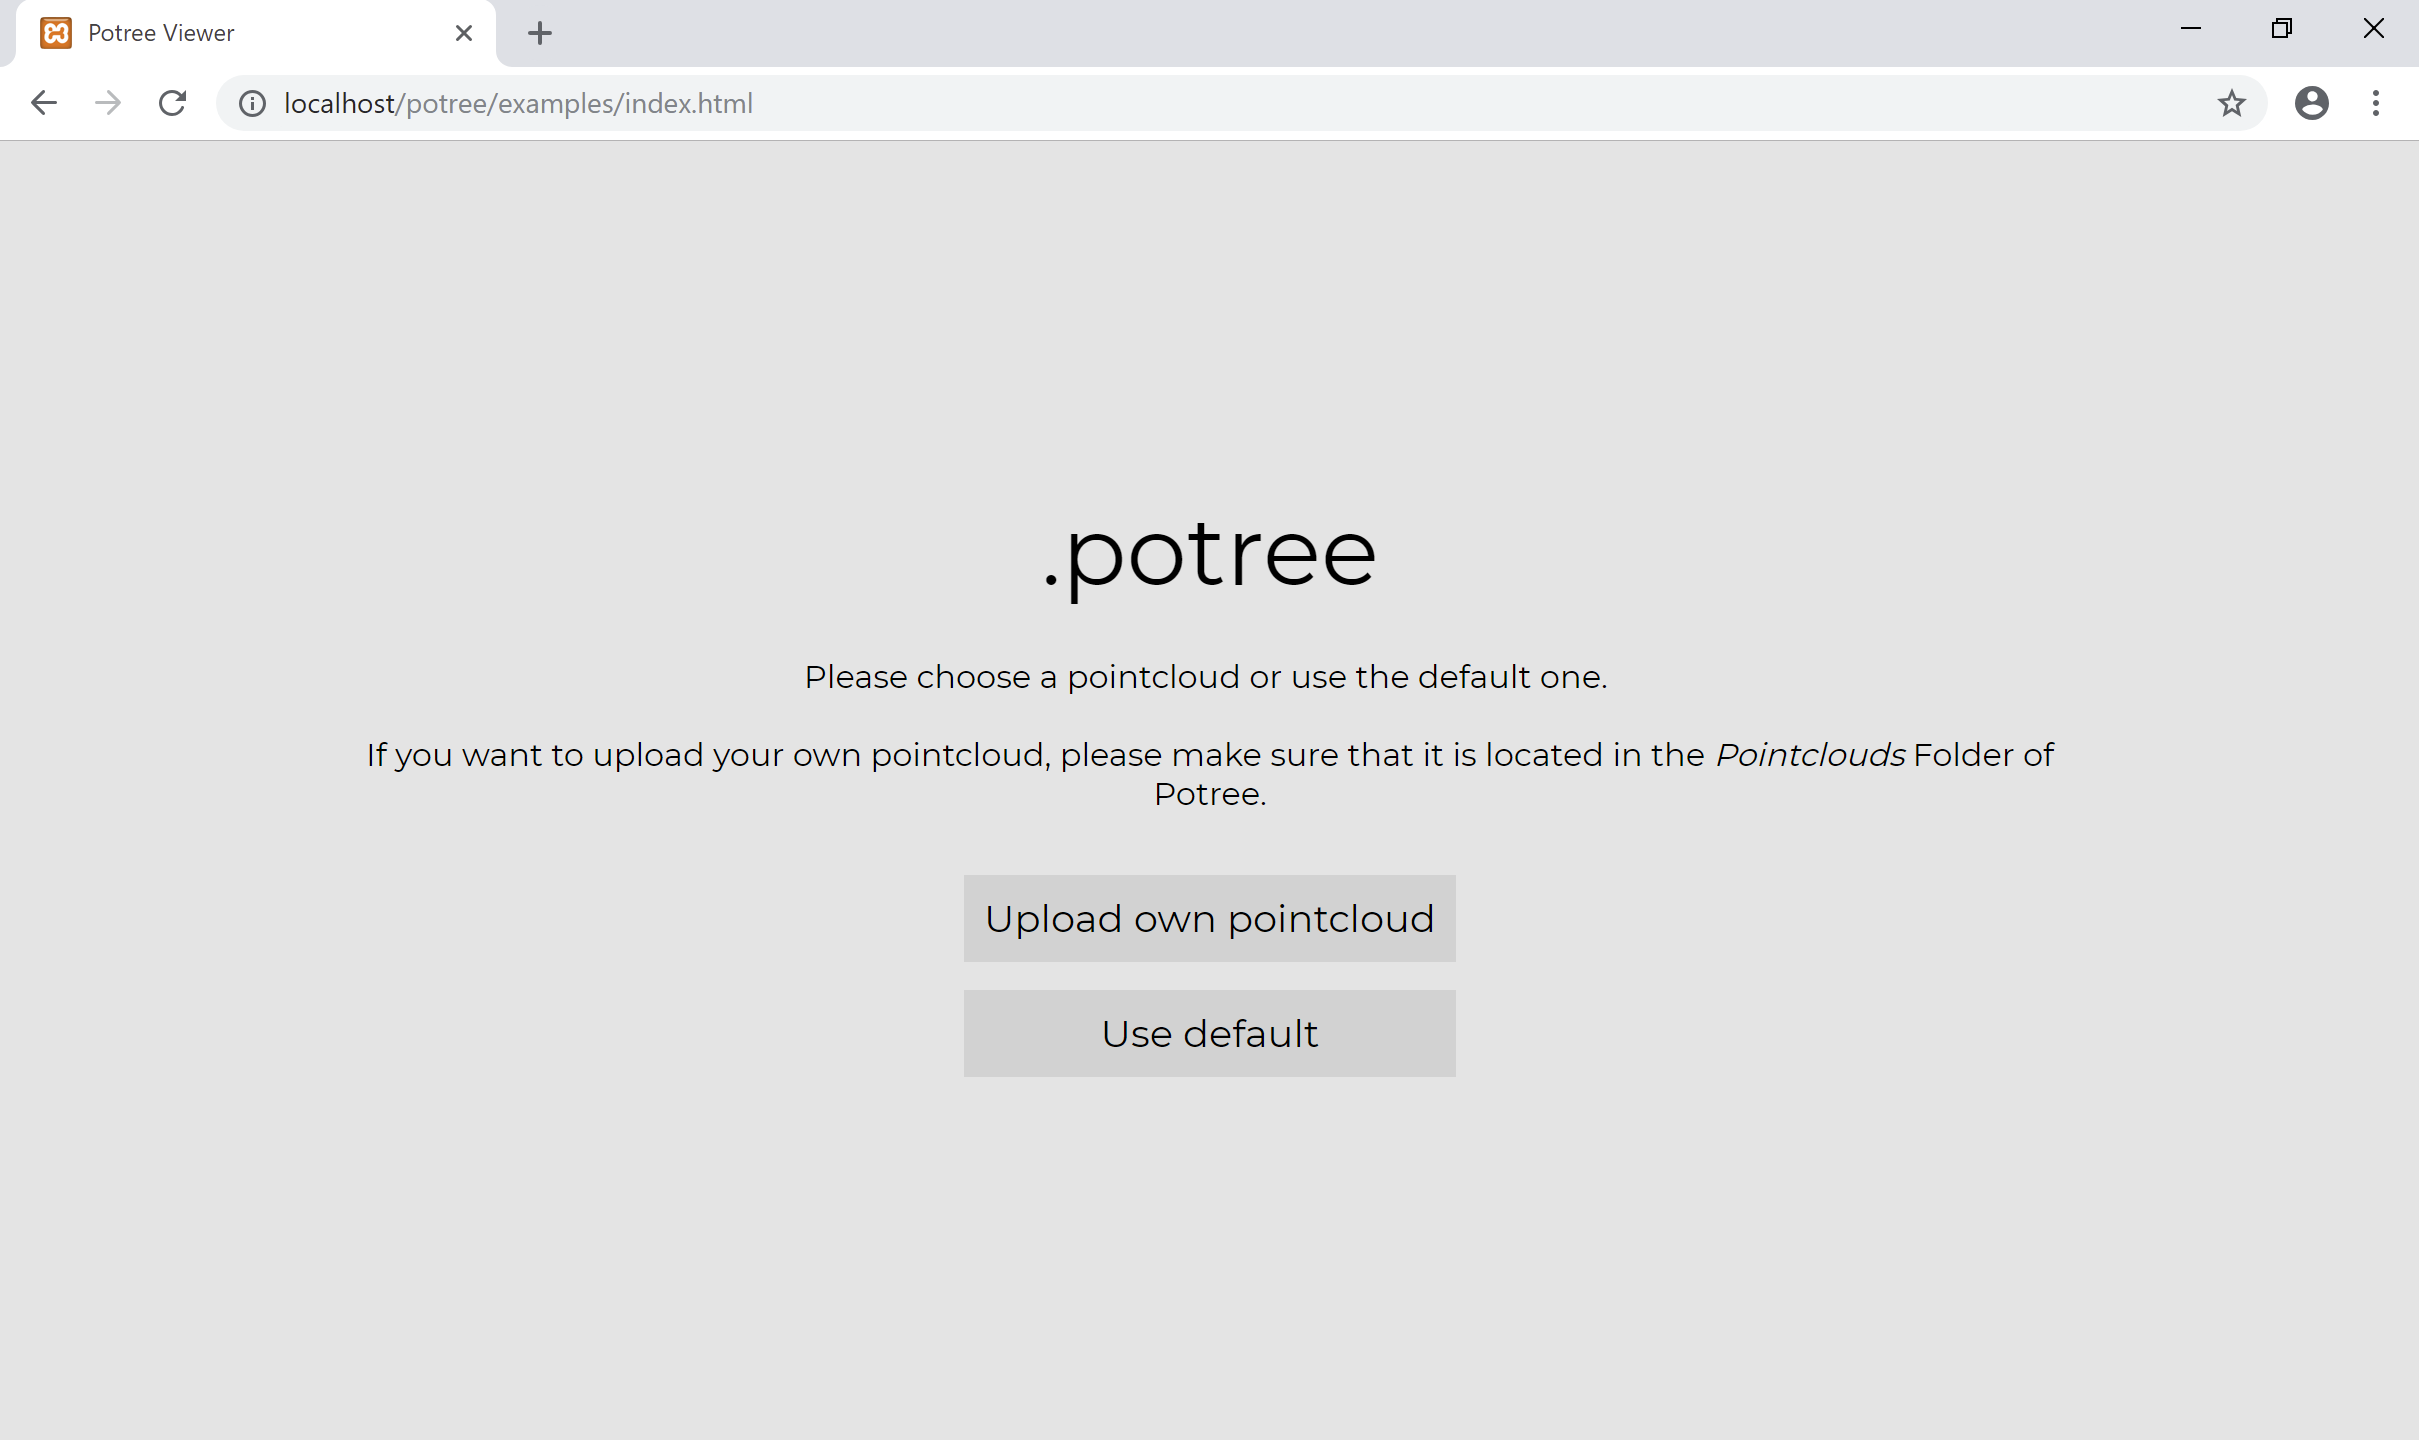 Potree Viewer
localhost/potree/examples/index.html
.potree
Please choose a pointcloud or use the default one.
If you want to upload your own pointcloud, please make sure that it is located in the Pointclouds Folder of
Potree.
Upload own pointcloud
Use default